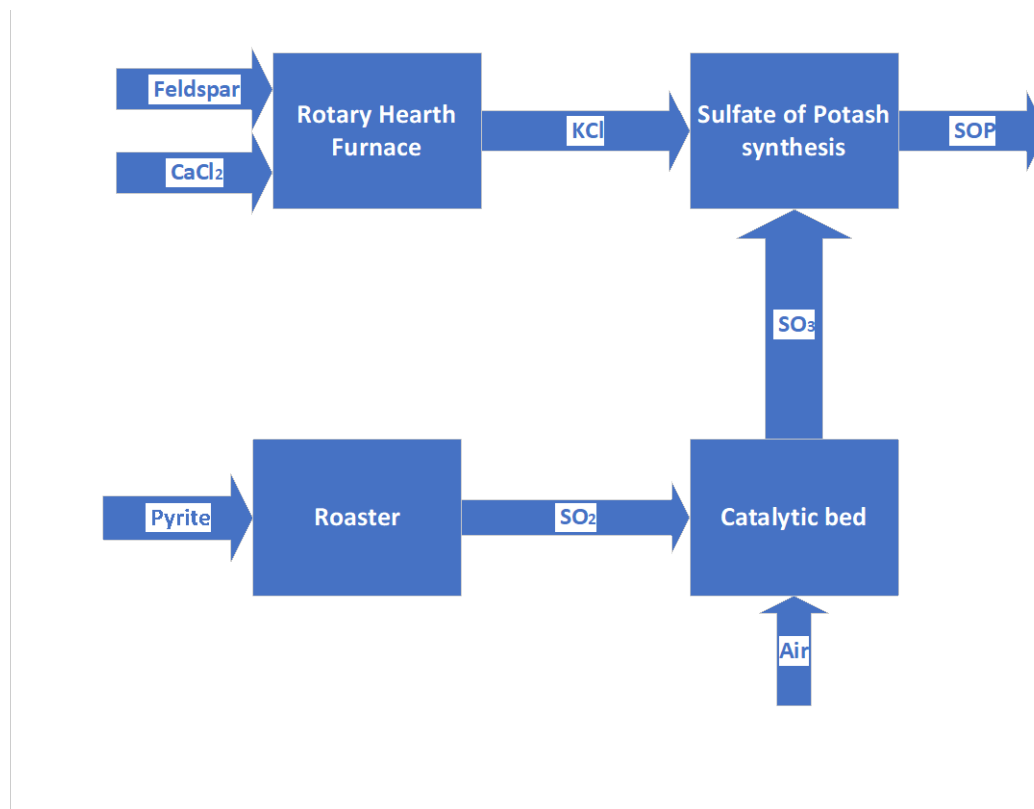 Feldspar
CaCl₂
Rotary Hearth
Furnace
KCl
Sulfate of Potash
synthesis
SOP
SO₃
Pyrite
Roaster
SO₂
Catalytic bed
Air